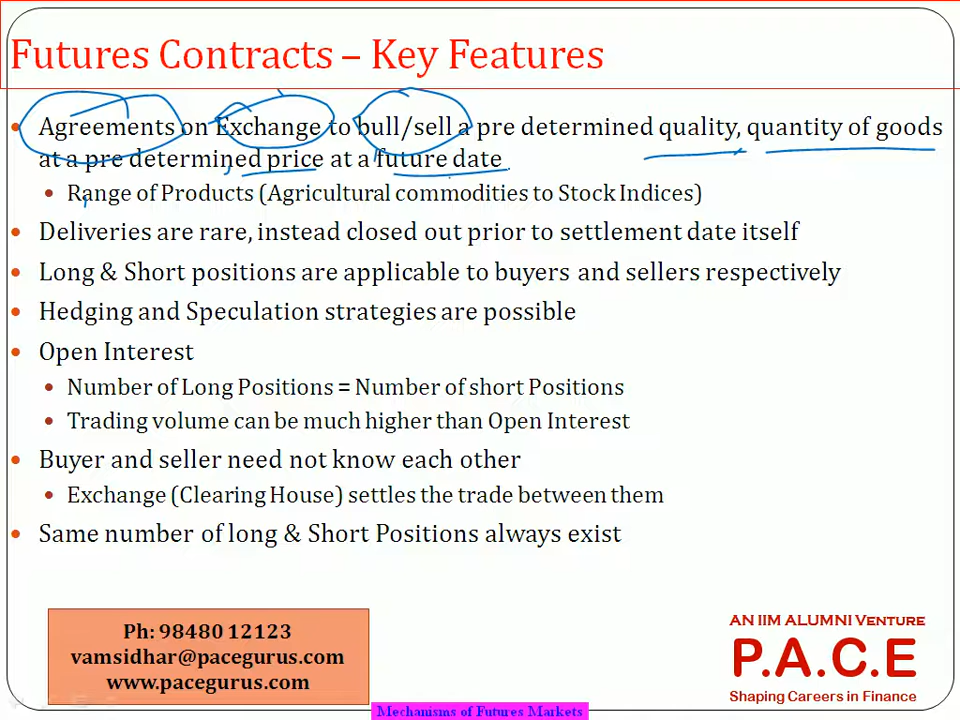 Futures Contracts – Key Features
• Agreements on Exchange to bull/sell a pre determined quality, quantity of goods
at a pre determined price at a future date
• Range of Products (Agricultural commodities to Stock Indices)
• Deliveries are rare, instead closed out prior to settlement date itself
• Long & Short positions are applicable to buyers and sellers respectively
• Hedging and Speculation strategies are possible
• Open Interest
• Number of Long Positions = Number of short Positions
• Trading volume can be much higher than Open Interest
• Buyer and seller need not know each other
• Exchange (Clearing House) settles the trade between them
• Same number of long & Short Positions always exist
Ph: 98480 12123
vamsidhar@pacegurus.com
www.pacegurus.com
AN IIM ALUMNI VENTURE
P.A.C.E
Shaping Careers in Finance
Mechanisms of Futures Markets